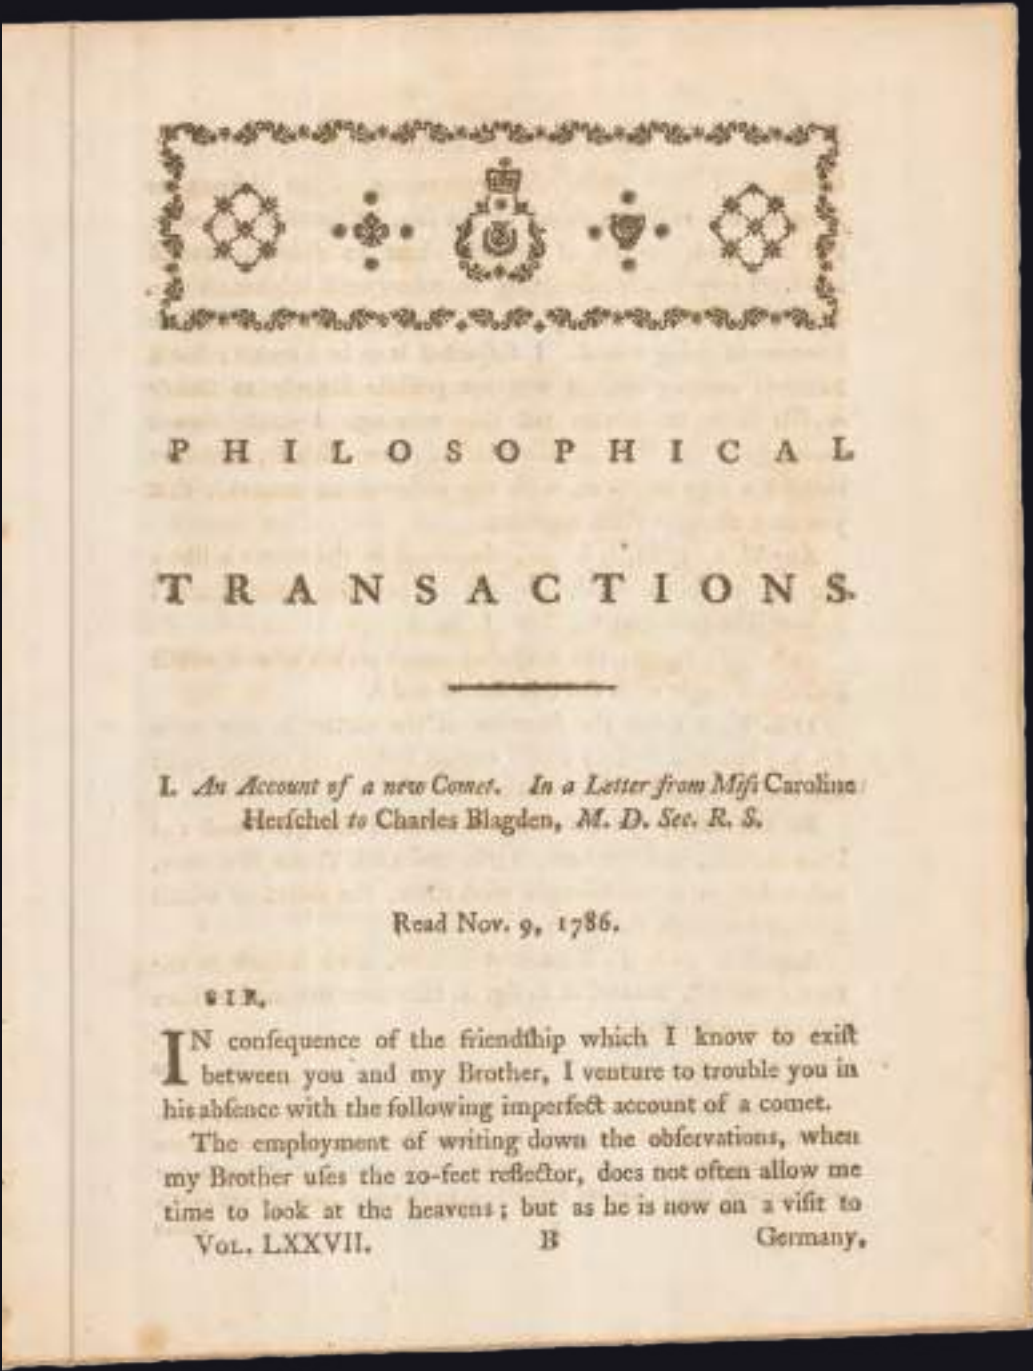 PHILOSOPHICAL
TRANSACTIONS.
I. An Account of a new Comet. In a Letter from Miſs Caroline
Herſchel to Charles Blagden, M. D. Sec. R. S.
Read Nov. 9, 1786.
SIR,
IN conſequence of the friendſhip which I know to exiſt
between you and my Brother, I venture to trouble you in
his abſence with the following imperfect account of a comet.
The employment of writing down the obſervations, when
my Brother uſes the 20-feet reflector, does not often allow me
time to look at the heavens; but as he is now on a viſit to
VOL. LXXVII. B Germany,